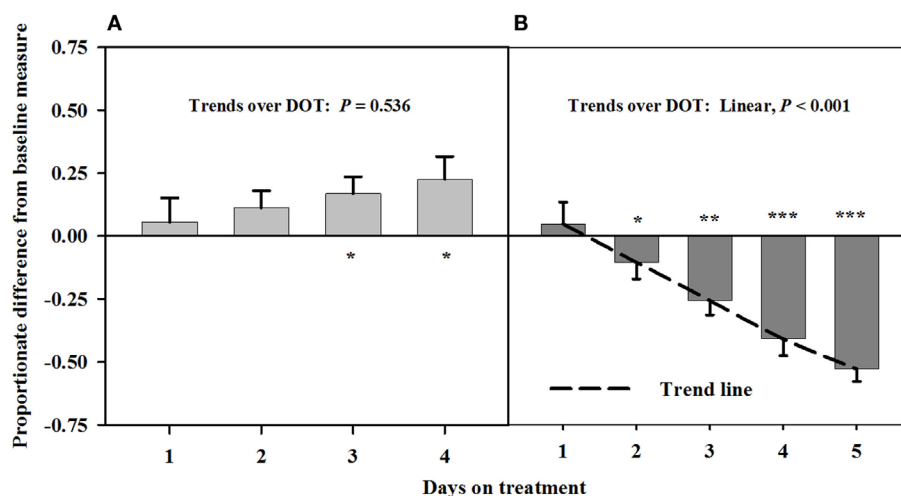 A
B
Proportionate difference from baseline measure
0.75
0.50
0.25
0.00
-0.25
-0.50
-0.75
Trends over DOT: P = 0.536
Trends over DOT: Linear, P < 0.001
* *
* ** *** ***
Trend line
1 2 3 4
1 2 3 4 5
Days on treatment